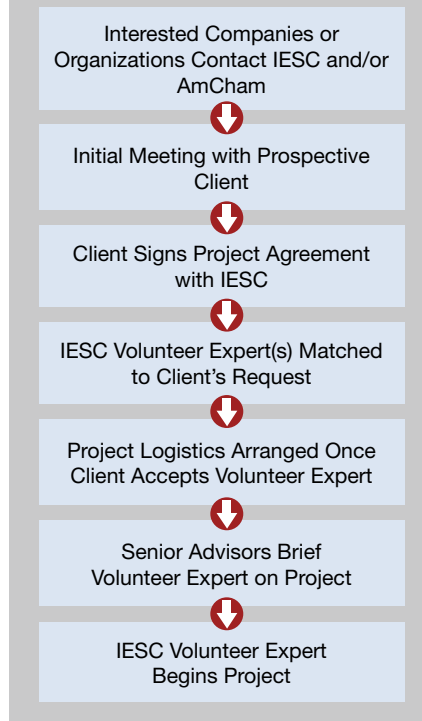 Interested Companies or
Organizations Contact IESC and/or
AmCham
Initial Meeting with Prospective
Client
Client Signs Project Agreement
with IESC
IESC Volunteer Expert(s) Matched
to Client's Request
Project Logistics Arranged Once
Client Accepts Volunteer Expert
Senior Advisors Brief
Volunteer Expert on Project
IESC Volunteer Expert
Begins Project